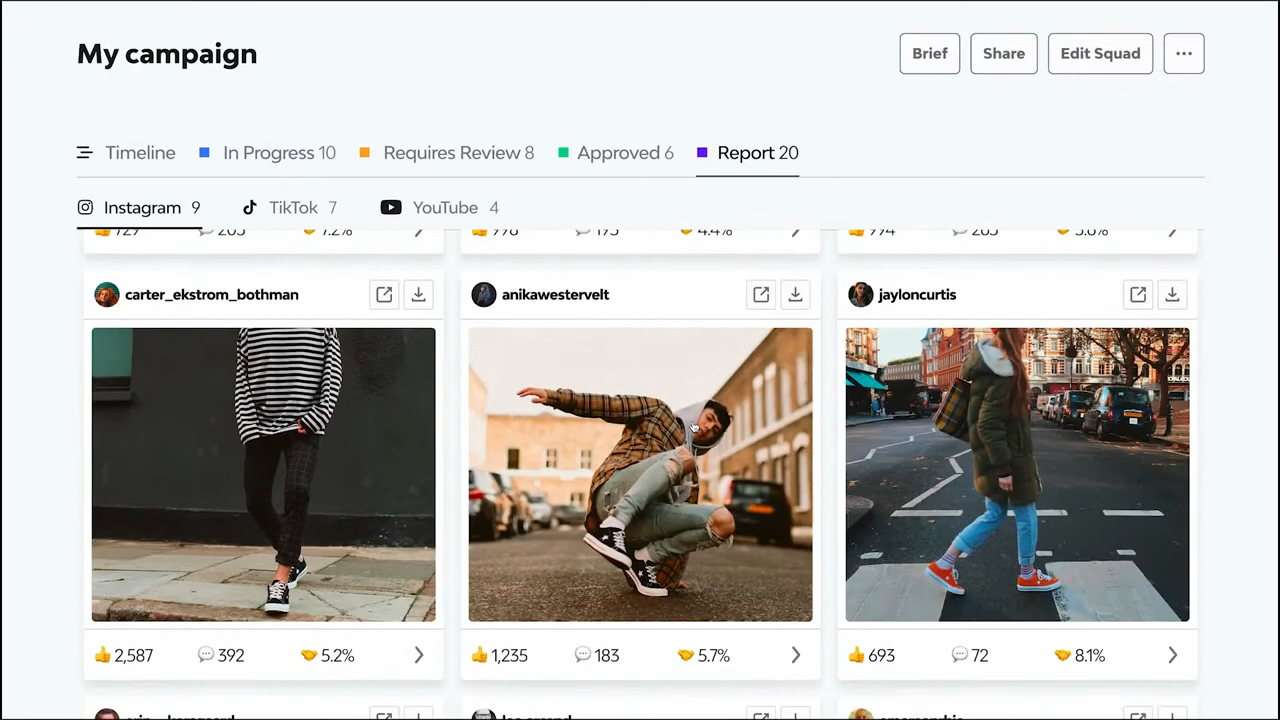 My campaign
Brief Share Edit Squad
Timeline In Progress 10 Requires Review 8 Approved 6 Report 20
Instagram 9 TikTok 7 YouTube 4
carter_ekstrom_bothman anikawestervelt jayloncurtis
2,587 392 5.2% 1,235 183 5.7% 693 72 8.1%